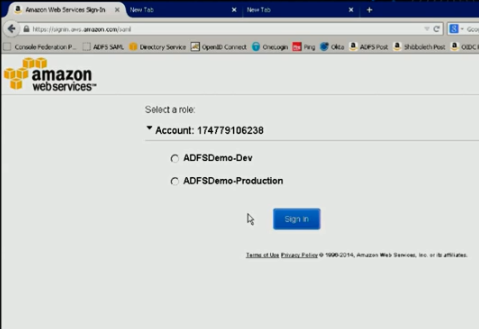 Amazon Web Services Sign-In
New Tab
New Tab
https://signin.aws.amazon.com/saml
Console Federation P... ADFS SAML Directory Service OpenID Connect OneLogin Ping Okta ADFS Post Shibboleth Post OIDC
amazon
web services™
Select a role:
Account: 174779106238
ADFSDemo-Dev
ADFSDemo-Production
Sign In
Terms of Use Privacy Policy © 1996-2014, Amazon Web Services, Inc. or its affiliates.